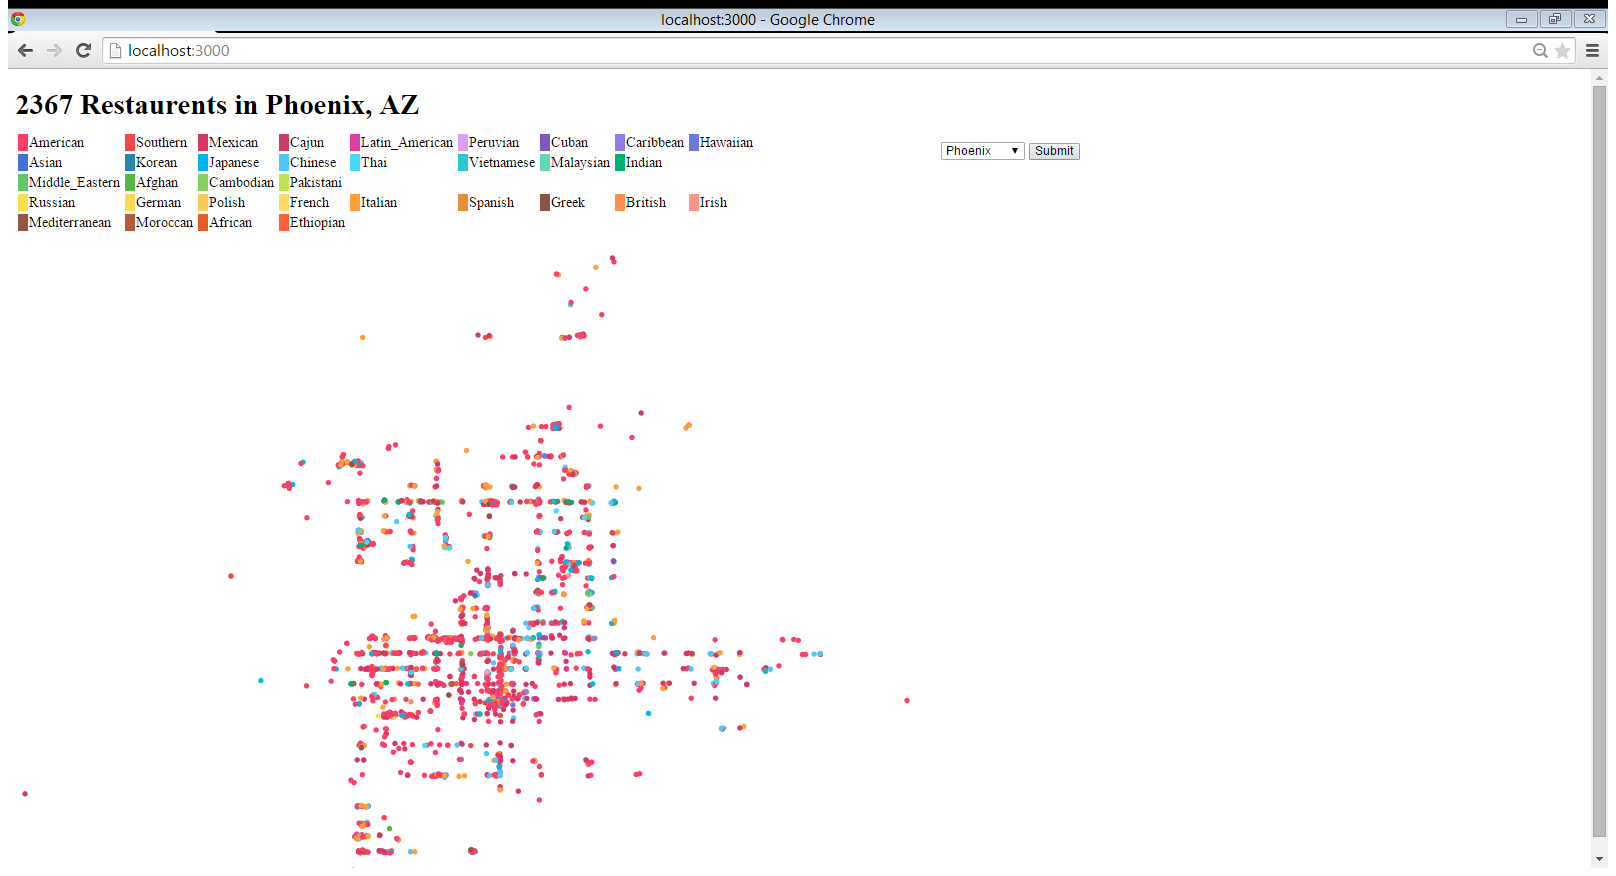 localhost:3000 - Google Chrome
localhost:3000
2367 Restaurents in Phoenix, AZ
American Southern Mexican Cajun Latin_American Peruvian Cuban Caribbean Hawaiian
Phoenix Submit
Asian Korean Japanese Chinese Thai Vietnamese Malaysian Indian
Middle_Eastern Afghan Cambodian Pakistani
Russian German Polish French Italian Spanish Greek British Irish
Mediterranean Moroccan African Ethiopian